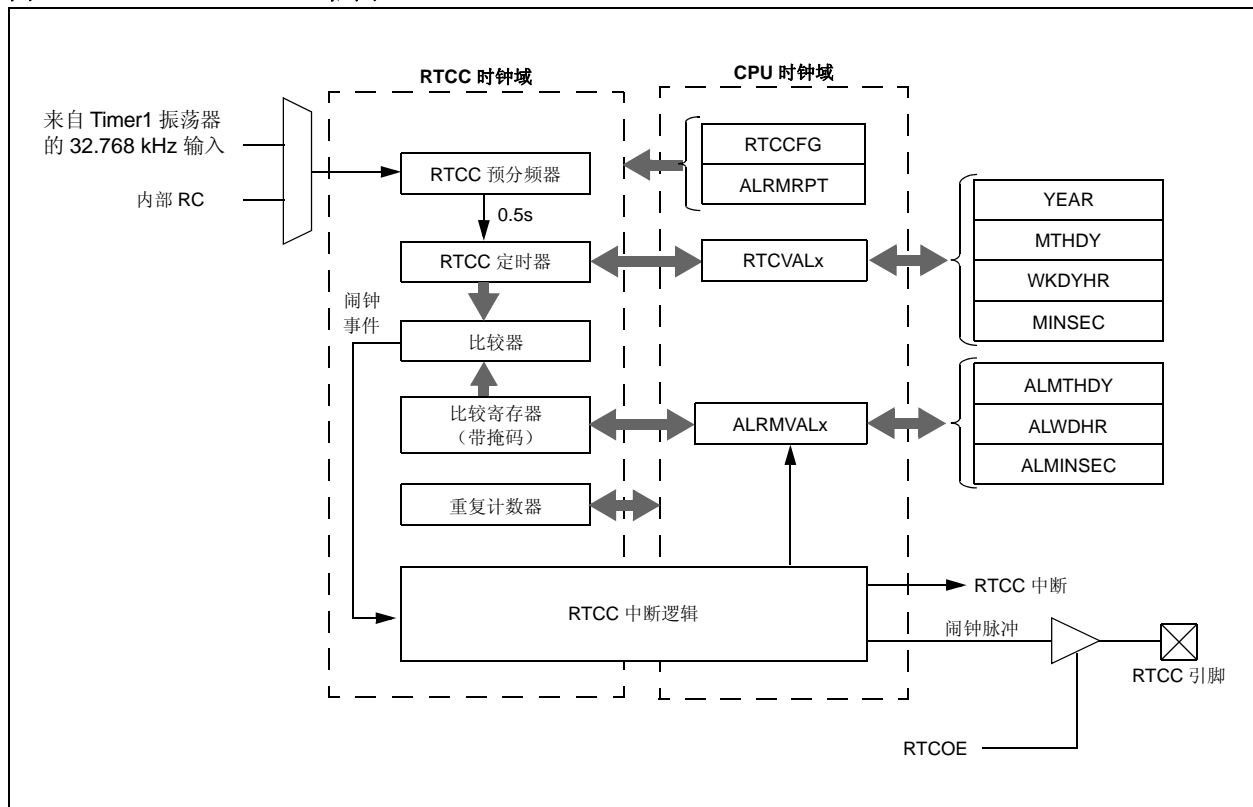 RTCC 时钟域
CPU 时钟域
来自 Timer1 振荡器
的 32.768 kHz 输入
内部 RC
RTCC 预分频器
0.5s
RTCC 定时器
闹钟
事件
比较器
比较寄存器
（带掩码）
重复计数器
RTCC 中断逻辑
RTCCFG
ALRMRPT
RTCVALx
ALRMVALx
YEAR
MTHDY
WKDYHR
MINSEC
ALMTHDY
ALWDHR
ALMINSEC
RTCC 中断
闹钟脉冲
RTCC 引脚
RTCOE